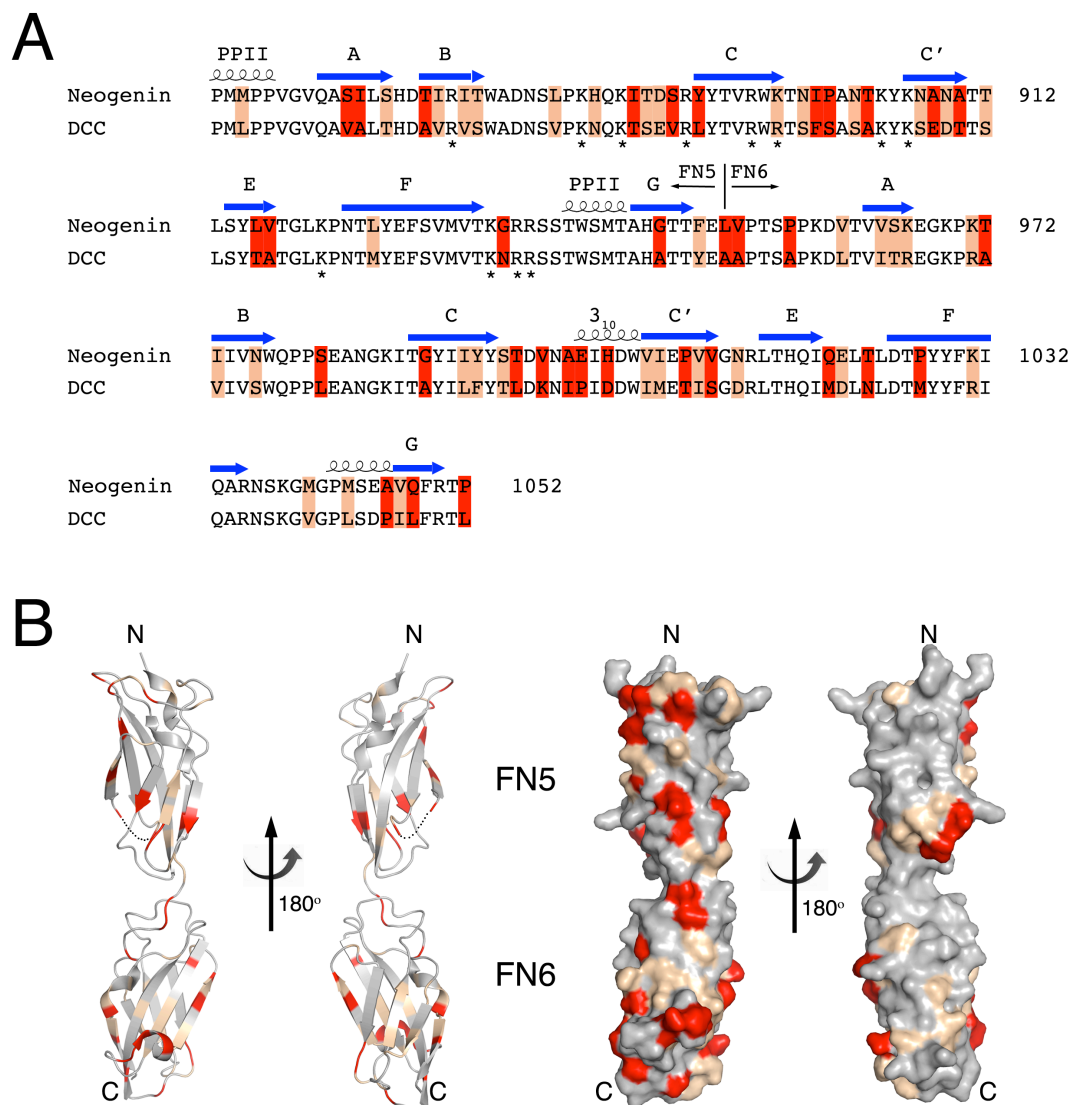 A
PPII A B C C'
Neogenin PMMPPVGVQASILSHDTIRITWADNSLPKHQKITDSRYYTVRWKTNIPANTKYKNANATT 912
DCC PMLPPVGVQAVALTHDAVRVSWADNSVPKNQKTSEVRLYTVRWRTSFSASAKYKSEDTTS
* * * * * * * *
E F PPII G FN5 FN6 A
Neogenin LSYLVTGLKPNTLYEFSVMVTKGRRSSTWSMTAHGTTFELVPTSPPKDVTVVSKEGKPKT 972
DCC LSYTATGLKPNTMYEFSVMVTKNRRSSTWSMTAHATTYEAAPTSAPKDLTVITREGKPRA
* * * *
B C 3₁₀ C' E F
Neogenin IIVNWQPPSEANGKITGYIIYYSTDVNAEIHDWVIEPVVGNRLTHQIQELTLDTPYYFKI 1032
DCC VIVSWQPPLEANGKITAYILFYTLDKNIPIDDWIMETISGDRLTHQIMDLNLDTMYYFRI
G
Neogenin QARNSKGMGPMSEAVQFRTP 1052
DCC QARNSKGVGPLSDPILFRTL
B
N N N N
FN5
180° 180°
FN6
C C C C